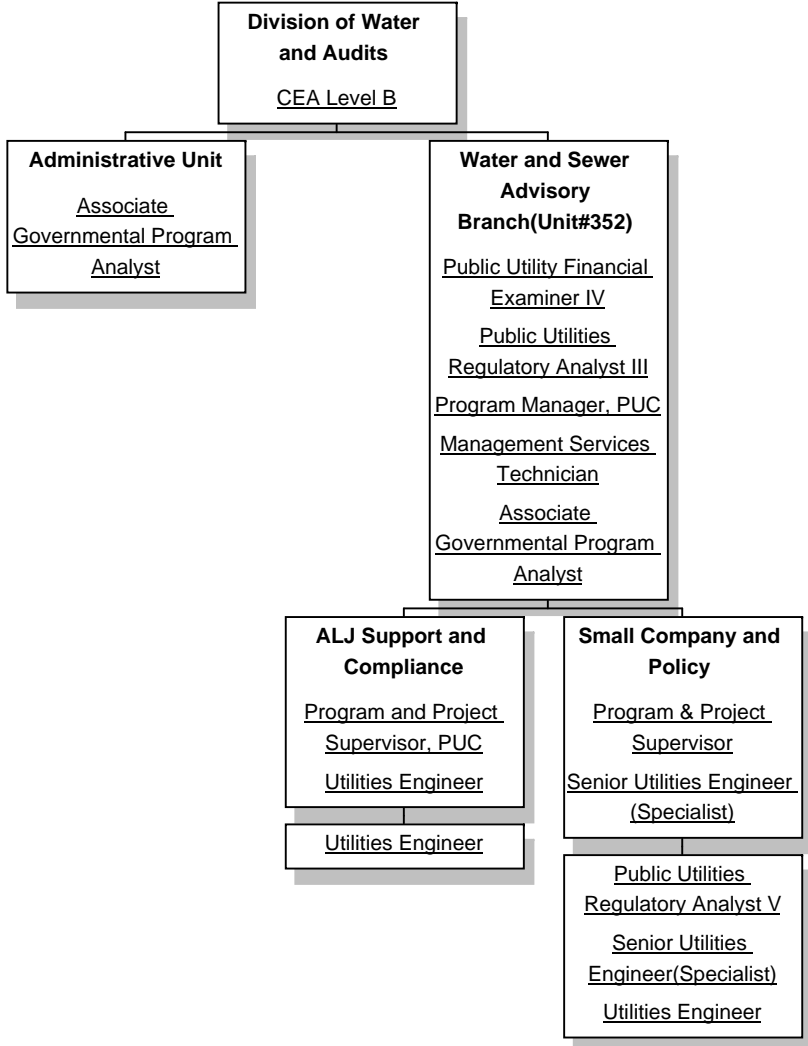 Division of Water
and Audits
CEA Level B
Administrative Unit
Associate
Governmental Program
Analyst
Water and Sewer
Advisory
Branch(Unit#352)
Public Utility Financial
Examiner IV
Public Utilities
Regulatory Analyst III
Program Manager, PUC
Management Services
Technician
Associate
Governmental Program
Analyst
ALJ Support and
Compliance
Program and Project
Supervisor, PUC
Utilities Engineer
Utilities Engineer
Small Company and
Policy
Program & Project
Supervisor
Senior Utilities Engineer
(Specialist)
Public Utilities
Regulatory Analyst V
Senior Utilities
Engineer(Specialist)
Utilities Engineer